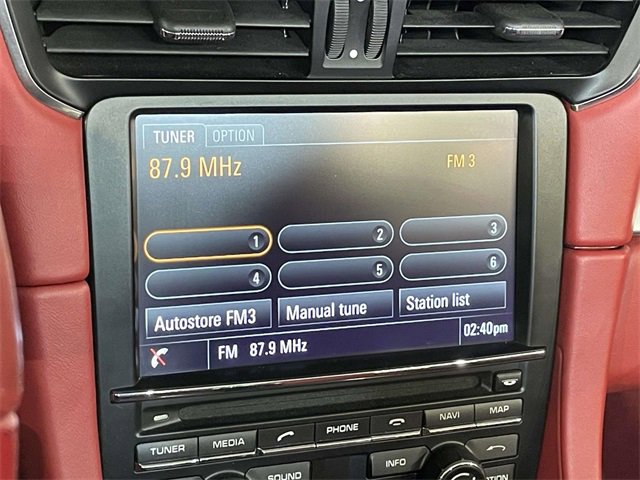 TUNER OPTION
87.9 MHz FM 3
1 2 3
4 5 6
Autostore FM3 Manual tune Station list
FM 87.9 MHz 02:40pm
TUNER MEDIA PHONE NAVI MAP
SOUND INFO